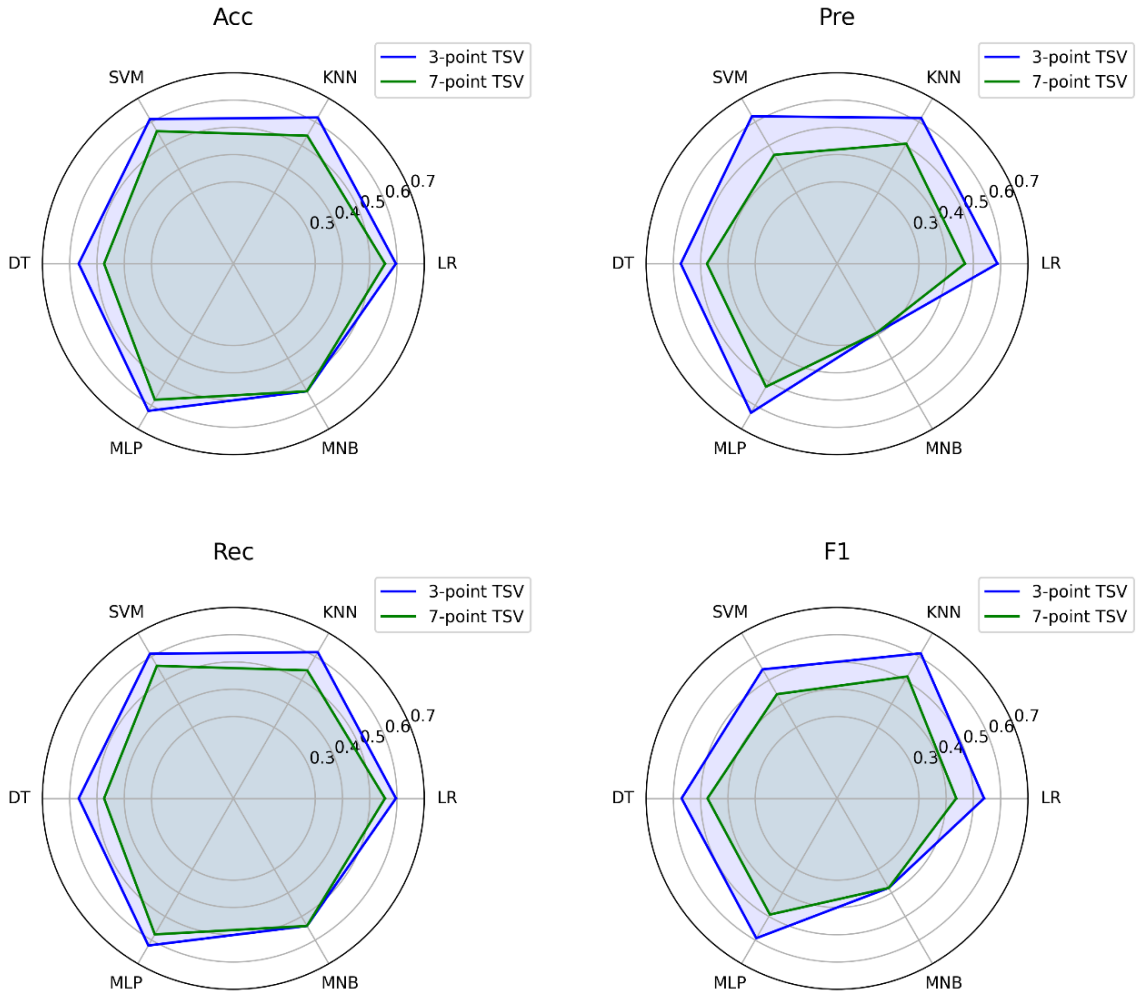 Acc
3-point TSV
7-point TSV
SVM
KNN
DT
LR
MLP
MNB
0.3
0.4
0.5
0.6
0.7
Pre
3-point TSV
7-point TSV
SVM
KNN
DT
LR
MLP
MNB
0.3
0.4
0.5
0.6
0.7
Rec
3-point TSV
7-point TSV
SVM
KNN
DT
LR
MLP
MNB
0.3
0.4
0.5
0.6
0.7
F1
3-point TSV
7-point TSV
SVM
KNN
DT
LR
MLP
MNB
0.3
0.4
0.5
0.6
0.7